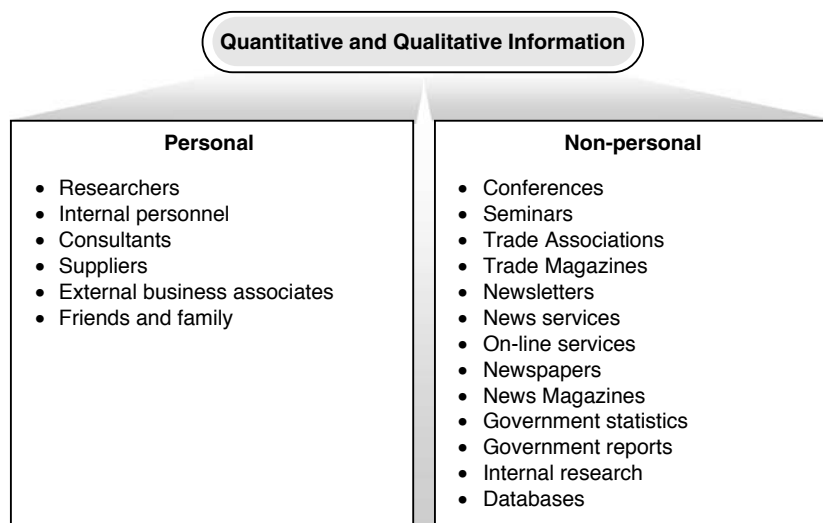 Quantitative and Qualitative Information
Personal
• Researchers
• Internal personnel
• Consultants
• Suppliers
• External business associates
• Friends and family
Non-personal
• Conferences
• Seminars
• Trade Associations
• Trade Magazines
• Newsletters
• News services
• On-line services
• Newspapers
• News Magazines
• Government statistics
• Government reports
• Internal research
• Databases